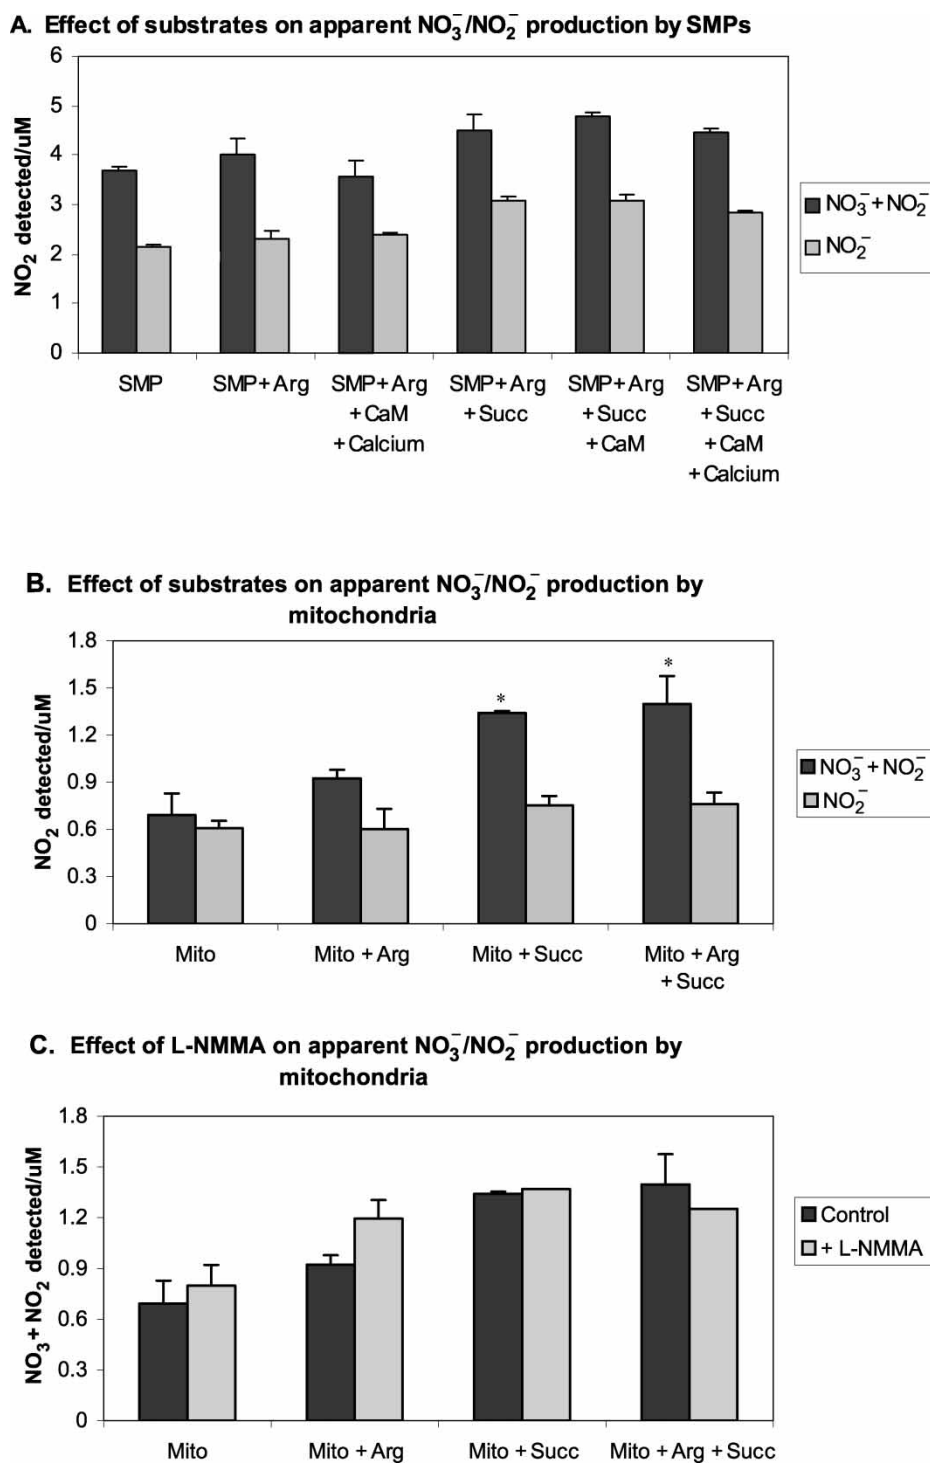 A. Effect of substrates on apparent NO₃⁻/NO₂⁻ production by SMPs
6
5
4
3
2
1
0
NO₂ detected/uM
NO₃⁻+NO₂⁻
NO₂⁻
SMP
SMP+Arg
SMP+Arg
+CaM
+Calcium
SMP+Arg
+Succ
SMP+Arg
+Succ
+CaM
SMP+Arg
+Succ
+CaM
+Calcium
B. Effect of substrates on apparent NO₃⁻/NO₂⁻ production by
mitochondria
1.8
1.5
1.2
0.9
0.6
0.3
0
NO₂ detected/uM
*
*
NO₃⁻+NO₂⁻
NO₂⁻
Mito
Mito + Arg
Mito + Succ
Mito + Arg
+ Succ
C. Effect of L-NMMA on apparent NO₃⁻/NO₂⁻ production by
mitochondria
1.8
1.5
1.2
0.9
0.6
0.3
0
NO₃+ NO₂ detected/uM
Control
+ L-NMMA
Mito
Mito + Arg
Mito + Succ
Mito + Arg + Succ